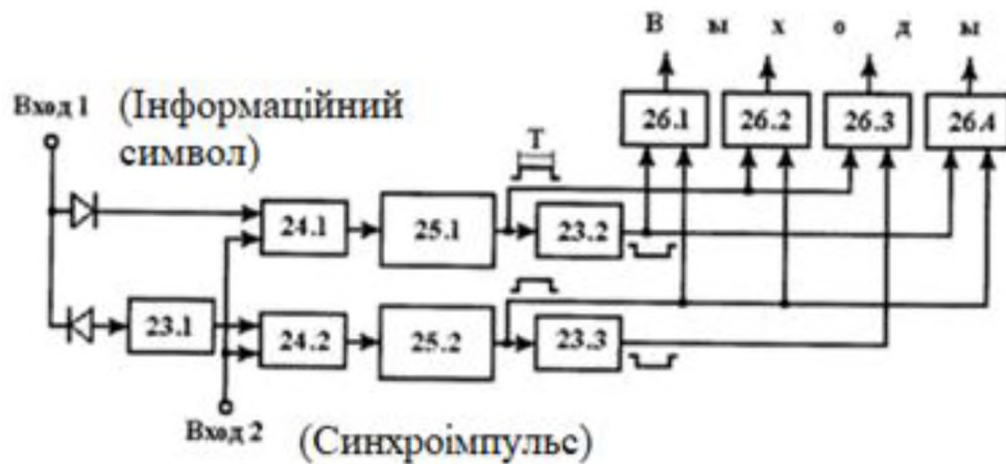 В ы х о д ы
Вход 1 (Інформаційний
символ)
26.1 26.2 26.3 26.4
T
24.1 25.1 23.2
23.1 24.2 25.2 23.3
Вход 2 (Синхроімпульс)